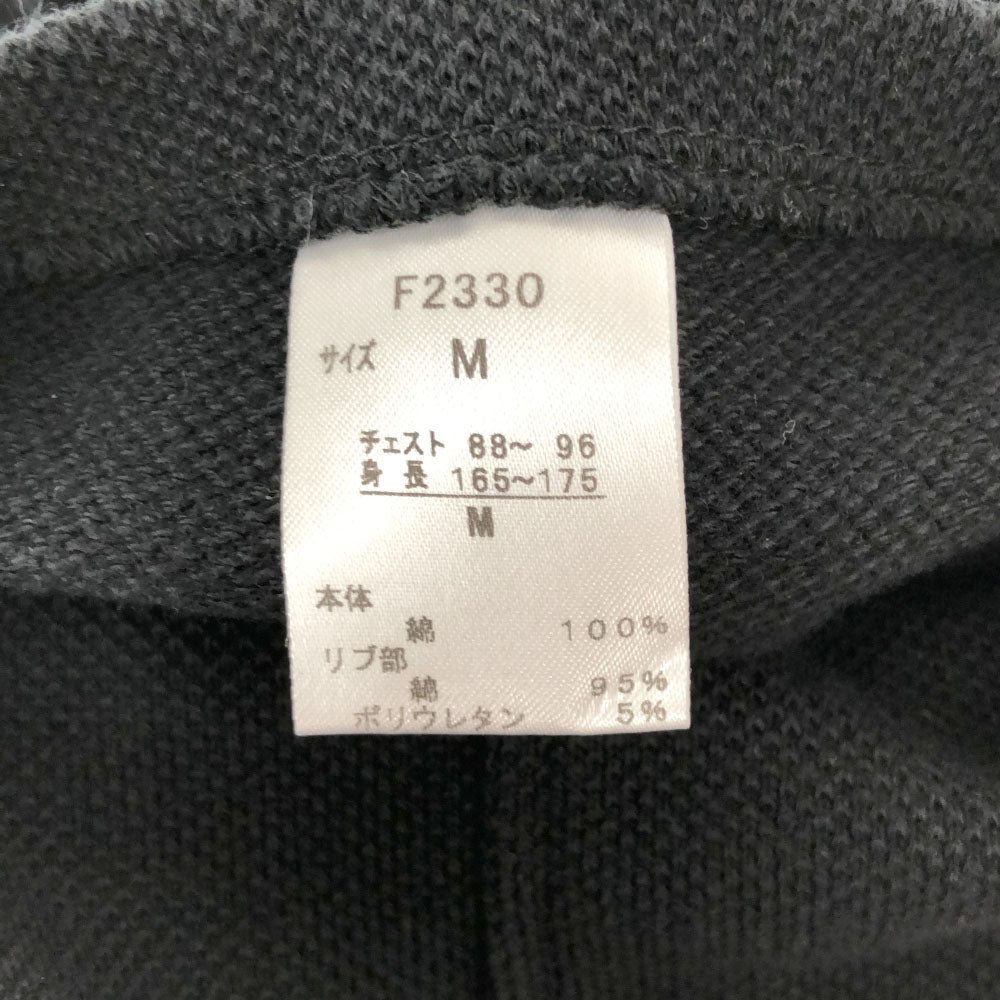 F2330
サイズ M
チェスト 88～ 96
身長 165～175
M
本体
綿 100%
リブ部
綿 95%
ポリウレタン 5%